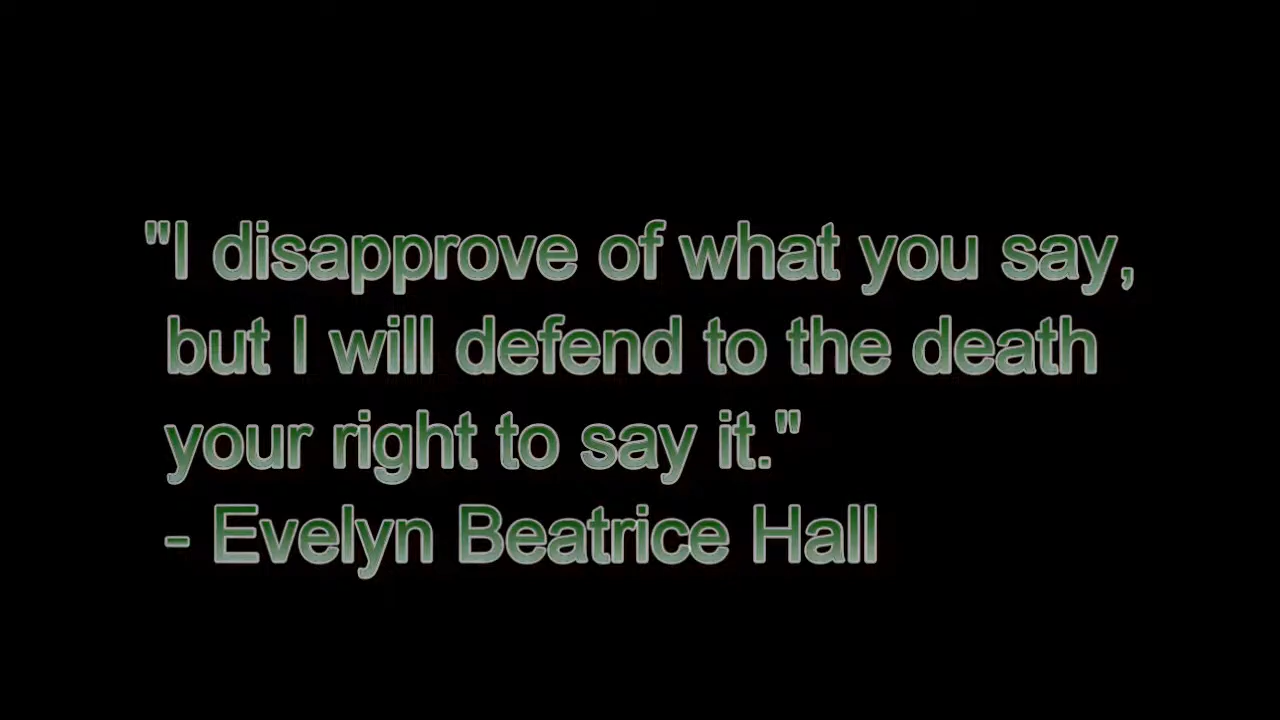 "I disapprove of what you say,
but I will defend to the death
your right to say it."
- Evelyn Beatrice Hall